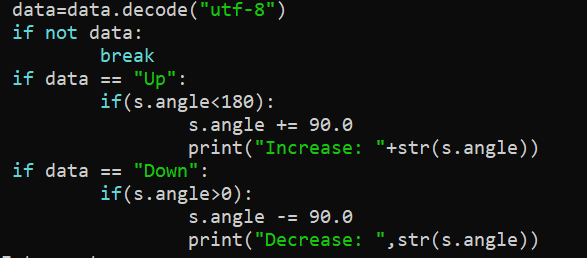 data=data.decode("utf-8")
if not data:
        break
if data == "Up":
        if(s.angle<180):
                s.angle += 90.0
                print("Increase: "+str(s.angle))
if data == "Down":
        if(s.angle>0):
                s.angle -= 90.0
                print("Decrease: ",str(s.angle))